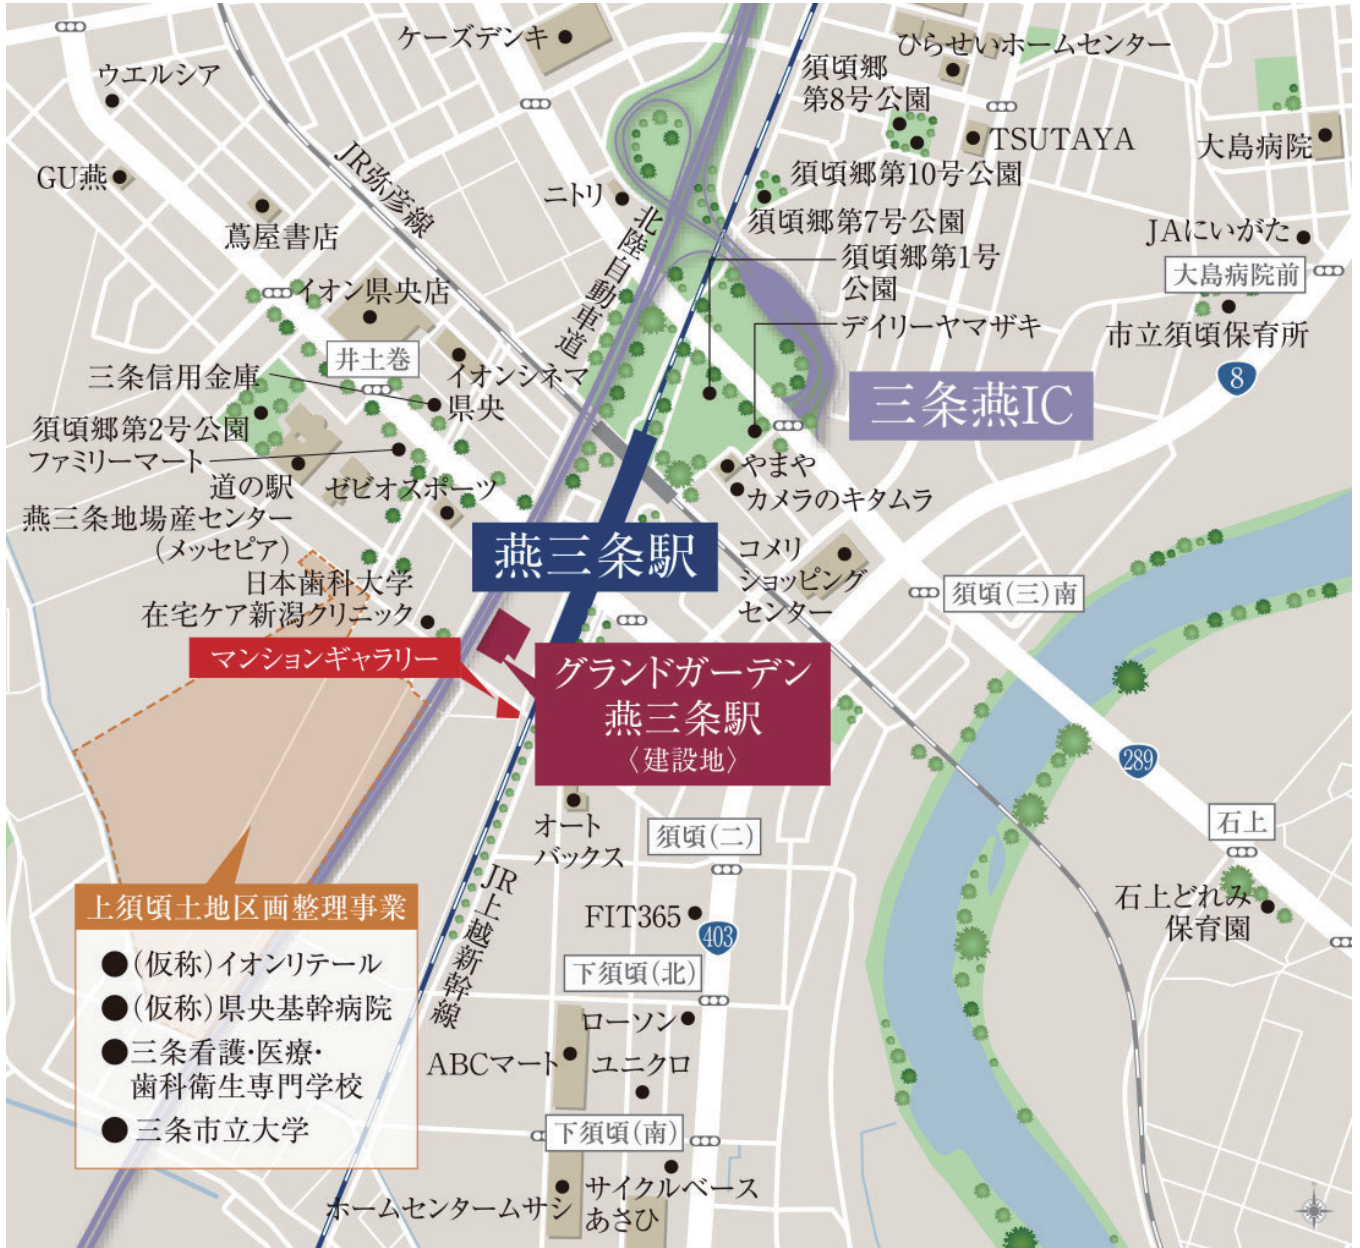 ケーズデンキ
ひらせいホームセンター
ウエルシア
須頃郷
第8号公園
TSUTAYA
大島病院
GU燕
JR弥彦線
ニトリ
須頃郷第10号公園
蔦屋書店
北陸自動車道
須頃郷第7号公園
JAにいがた
須頃郷第1号
公園
大島病院前
イオン県央店
デイリーヤマザキ
市立須頃保育所
井土巻
三条信用金庫
イオンシネマ
県央
8
三条燕IC
須頃郷第2号公園
ファミリーマート
道の駅
燕三条地場産センター
(メッセピア)
ゼビオスポーツ
やまや
カメラのキタムラ
燕三条駅
コメリ
ショッピング
センター
日本歯科大学
在宅ケア新潟クリニック
須頃(三)南
マンションギャラリー
グランドガーデン
燕三条駅
〈建設地〉
289
オート
バックス
須頃(二)
石上
JR上越新幹線
石上どれみ
保育園
FIT365
403
上須頃土地区画整理事業
●(仮称)イオンリテール
●(仮称)県央基幹病院
●三条看護・医療・
歯科衛生専門学校
●三条市立大学
下須頃(北)
ローソン
ABCマート
ユニクロ
下須頃(南)
ホームセンタームサシ
サイクルベース
あさひ